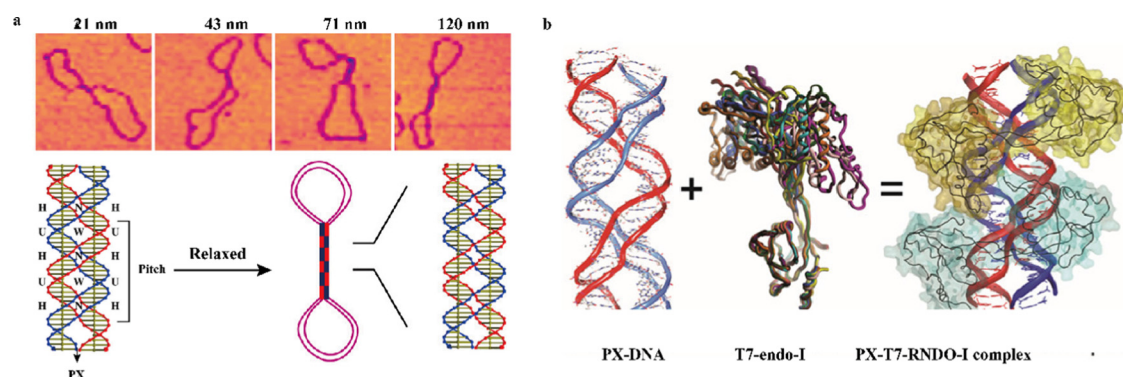 a
21 nm 43 nm 71 nm 120 nm
b
H N H
U W U
H N H
U W U
H N H
Pitch
Relaxed
PX
+
=
PX-DNA T7-endo-I PX-T7-RNDO-I complex